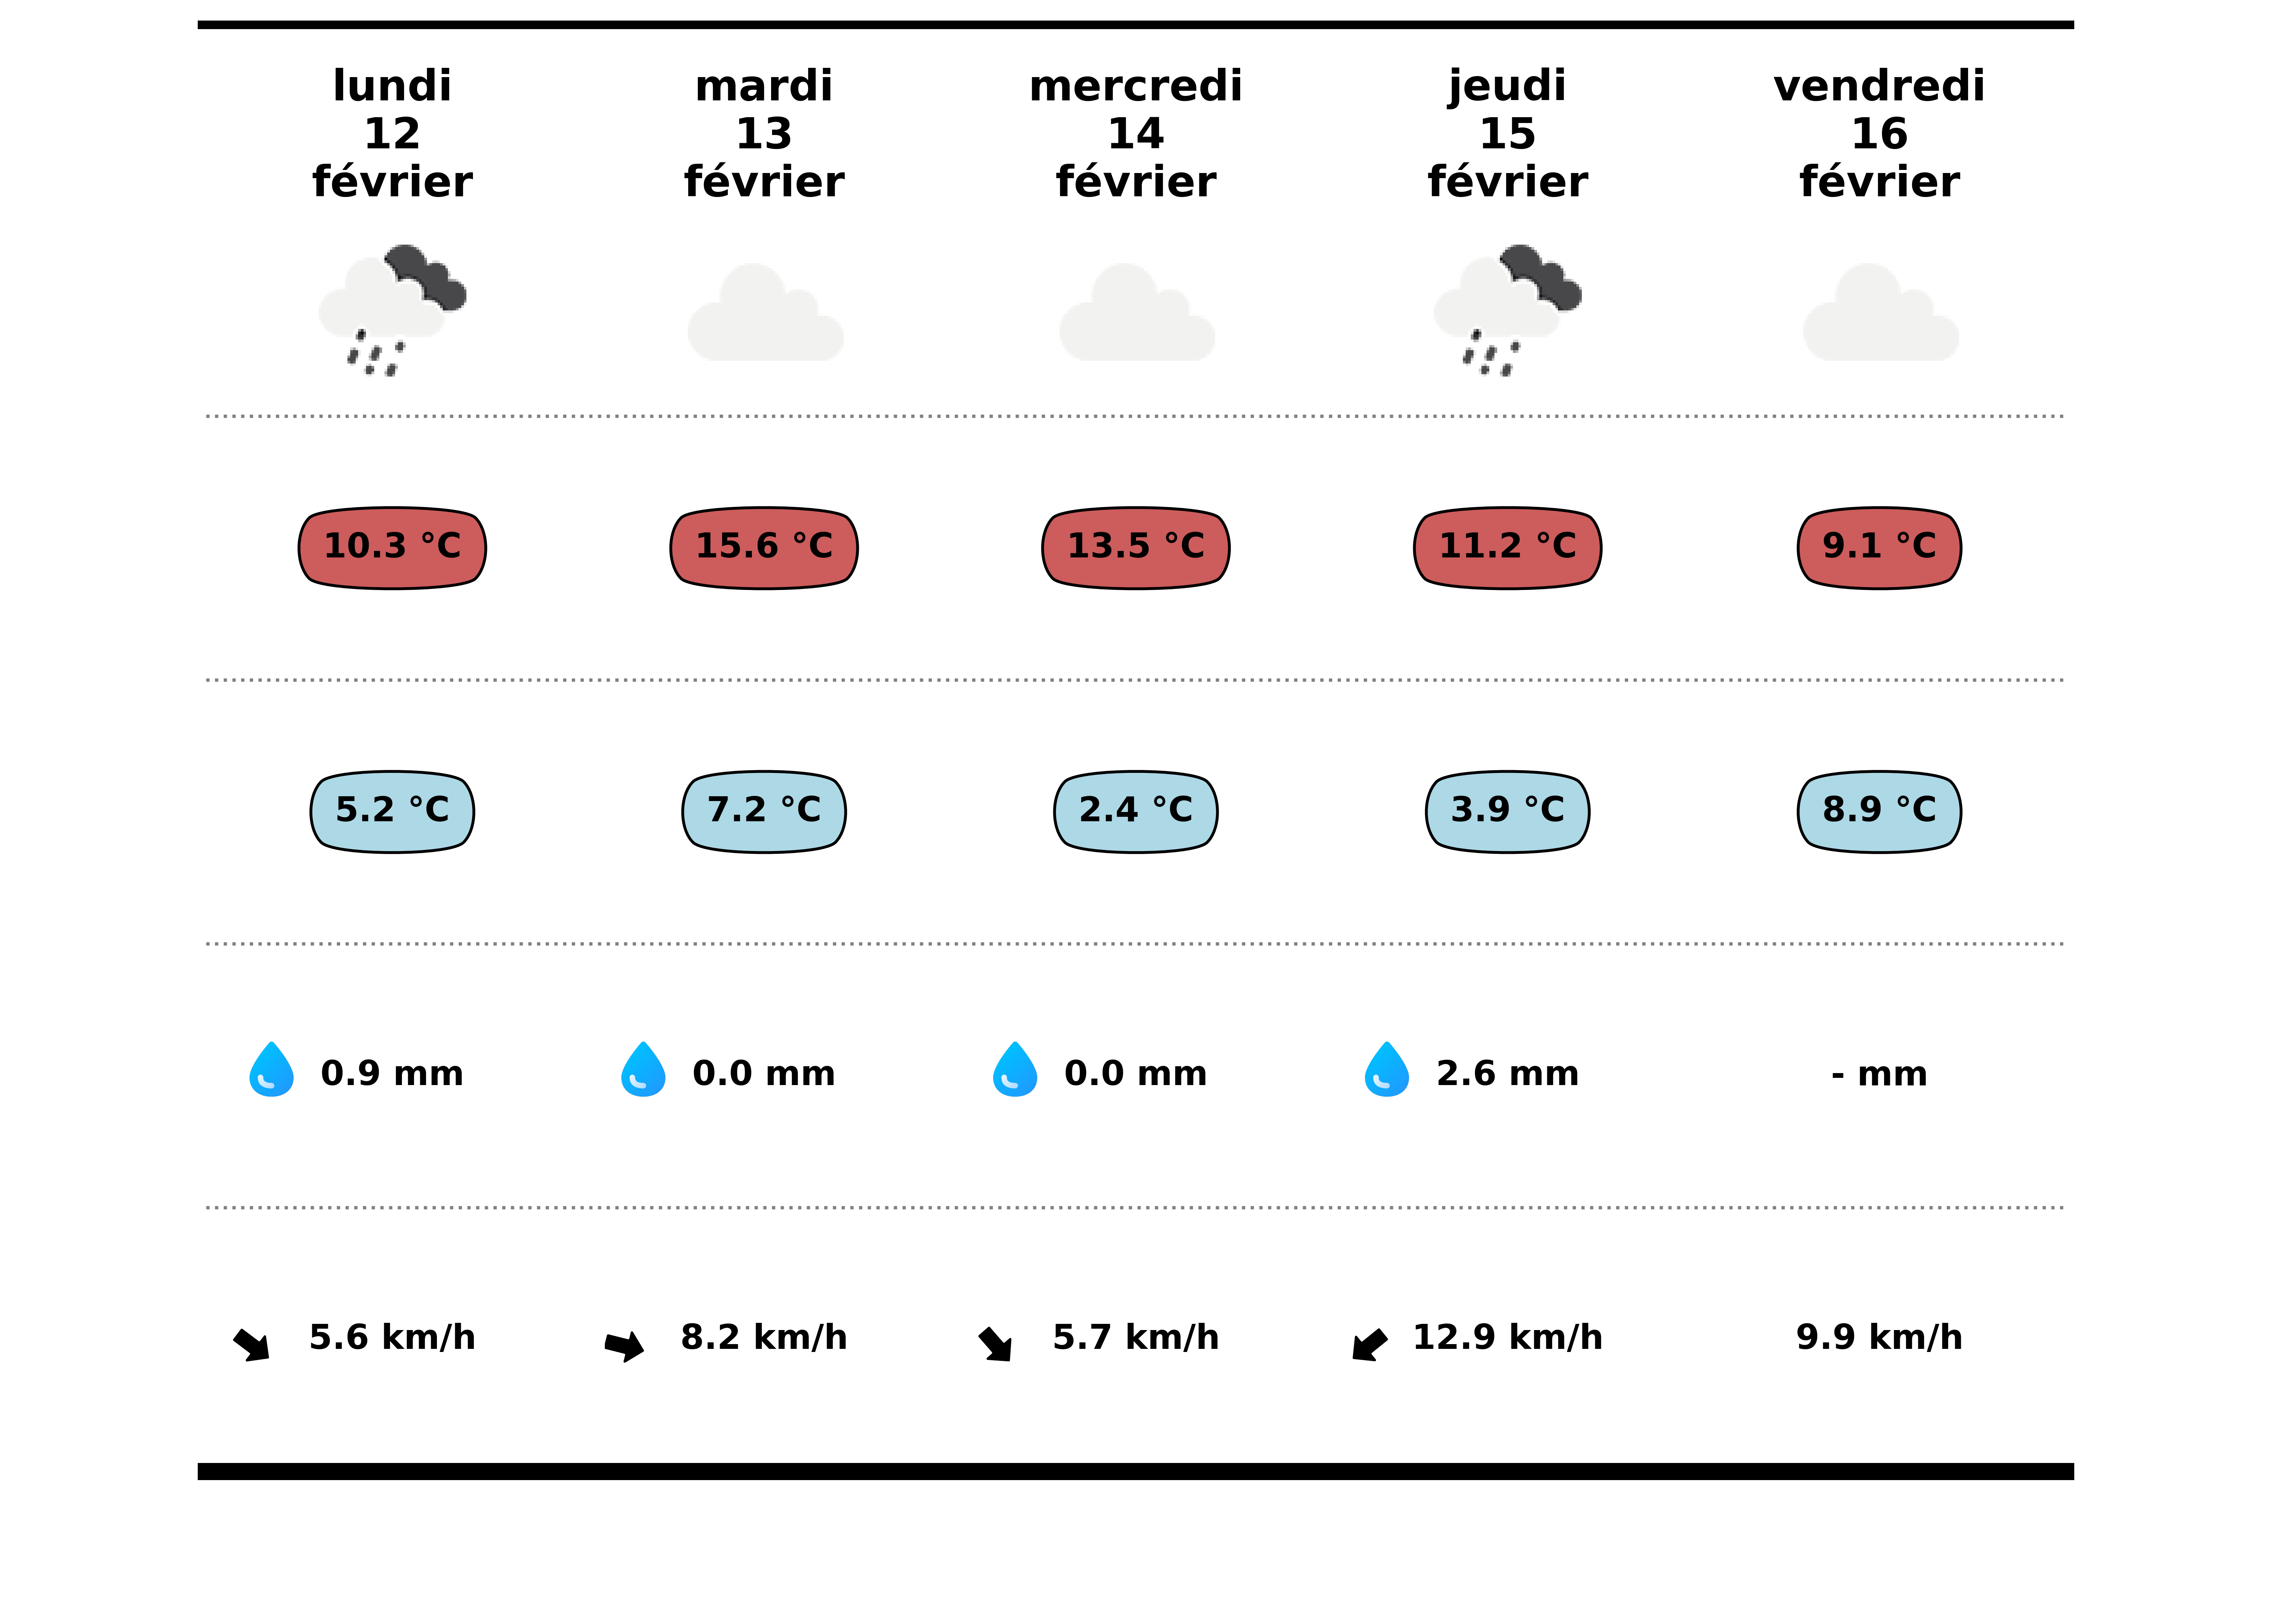 lundi
12
février
mardi
13
février
mercredi
14
février
jeudi
15
février
vendredi
16
février
10.3 °C
15.6 °C
13.5 °C
11.2 °C
9.1 °C
5.2 °C
7.2 °C
2.4 °C
3.9 °C
8.9 °C
0.9 mm
0.0 mm
0.0 mm
2.6 mm
- mm
5.6 km/h
8.2 km/h
5.7 km/h
12.9 km/h
9.9 km/h